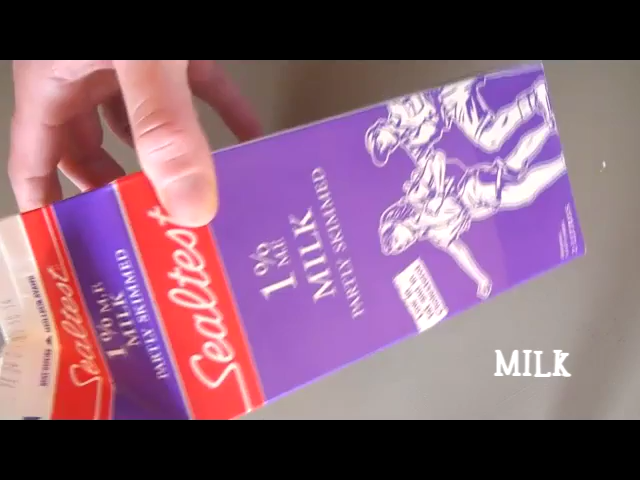 Sealtest
1% M.F.
MILK
PARTLY SKIMMED
Sealtest
1% M.F.
MILK
PARTLY SKIMMED
MILK